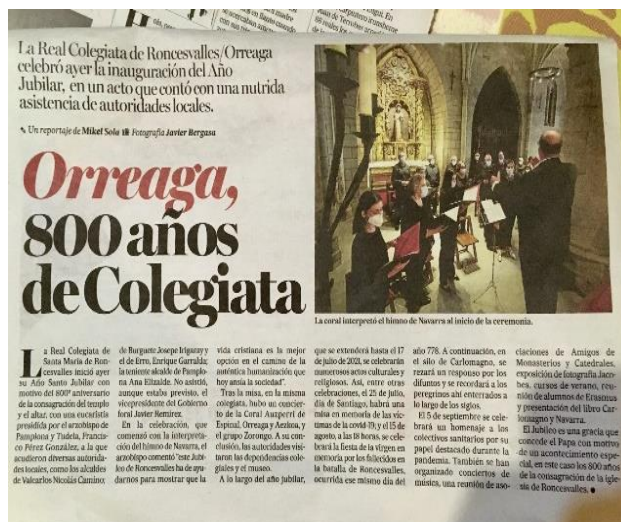 La Real Colegiata de Roncesvalles/Orreaga
celebró ayer la inauguración del Año
Jubilar, en un acto que contó con una nutrida
asistencia de autoridades locales.
Un reportaje de Mikel Sola Fotografía Javier Bergasa
Orreaga,
800 años
de Colegiata
La coral interpretó el himno de Navarra al inicio de la ceremonia.
La Real Colegiata de
Santa María de Ron-
cesvalles inició ayer
su Año Santo Jubilar con
motivo del 800º aniversario
de la consagración del templo
y el altar, con una eucaristía
presidida por el arzobispo de
Pamplona y Tudela, Francis-
co Pérez González, a la que
acudieron diversas autorida-
des locales, como los alcaldes
de Valcarlos Nicolás Camino;
de Burguete Josepe Irigaray y
el de Erro, Enrique Garralda;
la teniente alcalde de Pamplo-
na Ana Elizalde. No asistió,
aunque estaba previsto, el
vicepresidente del Gobierno
foral Javier Remírez.
En la celebración, que
comenzó con la interpreta-
ción del himno de Navarra, el
arzobispo comentó "este Jubi-
leo de Roncesvalles ha de ayu-
darnos para mostrar que la
vida cristiana es la mejor
opción en el camino de la
auténtica humanización que
hoy ansía la sociedad".
Tras la misa, en la misma
colegiata, hubo un concier-
to de la Coral Auzperri de
Espinal, Orreaga y Aezkoa, y
el grupo Zorongo. A su con-
clusión, las autoridades visi-
taron las dependencias cole-
giales y el museo.
A lo largo del año jubilar,
que se extenderá hasta el 17
de julio de 2021, se celebrarán
numerosos actos culturales y
religiosos. Así, entre otras
celebraciones, el 25 de julio,
día de Santiago, habrá una
misa en memoria de las víc-
timas de la covid-19; y el 15 de
agosto, a las 18 horas, se cele-
brará la fiesta de la virgen en
memoria por los fallecidos en
la batalla de Roncesvalles,
ocurrida ese mismo día del
año 778. A continuación, en
el silo de Carlomagno, se
rezará un responso por los
difuntos y se recordará a los
peregrinos ahí enterrados a
lo largo de los siglos.
El 5 de septiembre se cele-
brará un homenaje a los
colectivos sanitarios por su
papel destacado durante la
pandemia. También se han
organizado conciertos de
música, una reunión de aso-
ciaciones de Amigos de
Monasterios y Catedrales,
exposición de fotografía Jaco-
bea, cursos de verano, reu-
nión de alumnos de Erasmus
y presentación del libro Car-
lomagno y Navarra.
El Jubileo es una gracia que
concede el Papa con motivo
de un acontecimiento espe-
cial, en este caso los 800 años
de la consagración de la igle-
sia de Roncesvalles.